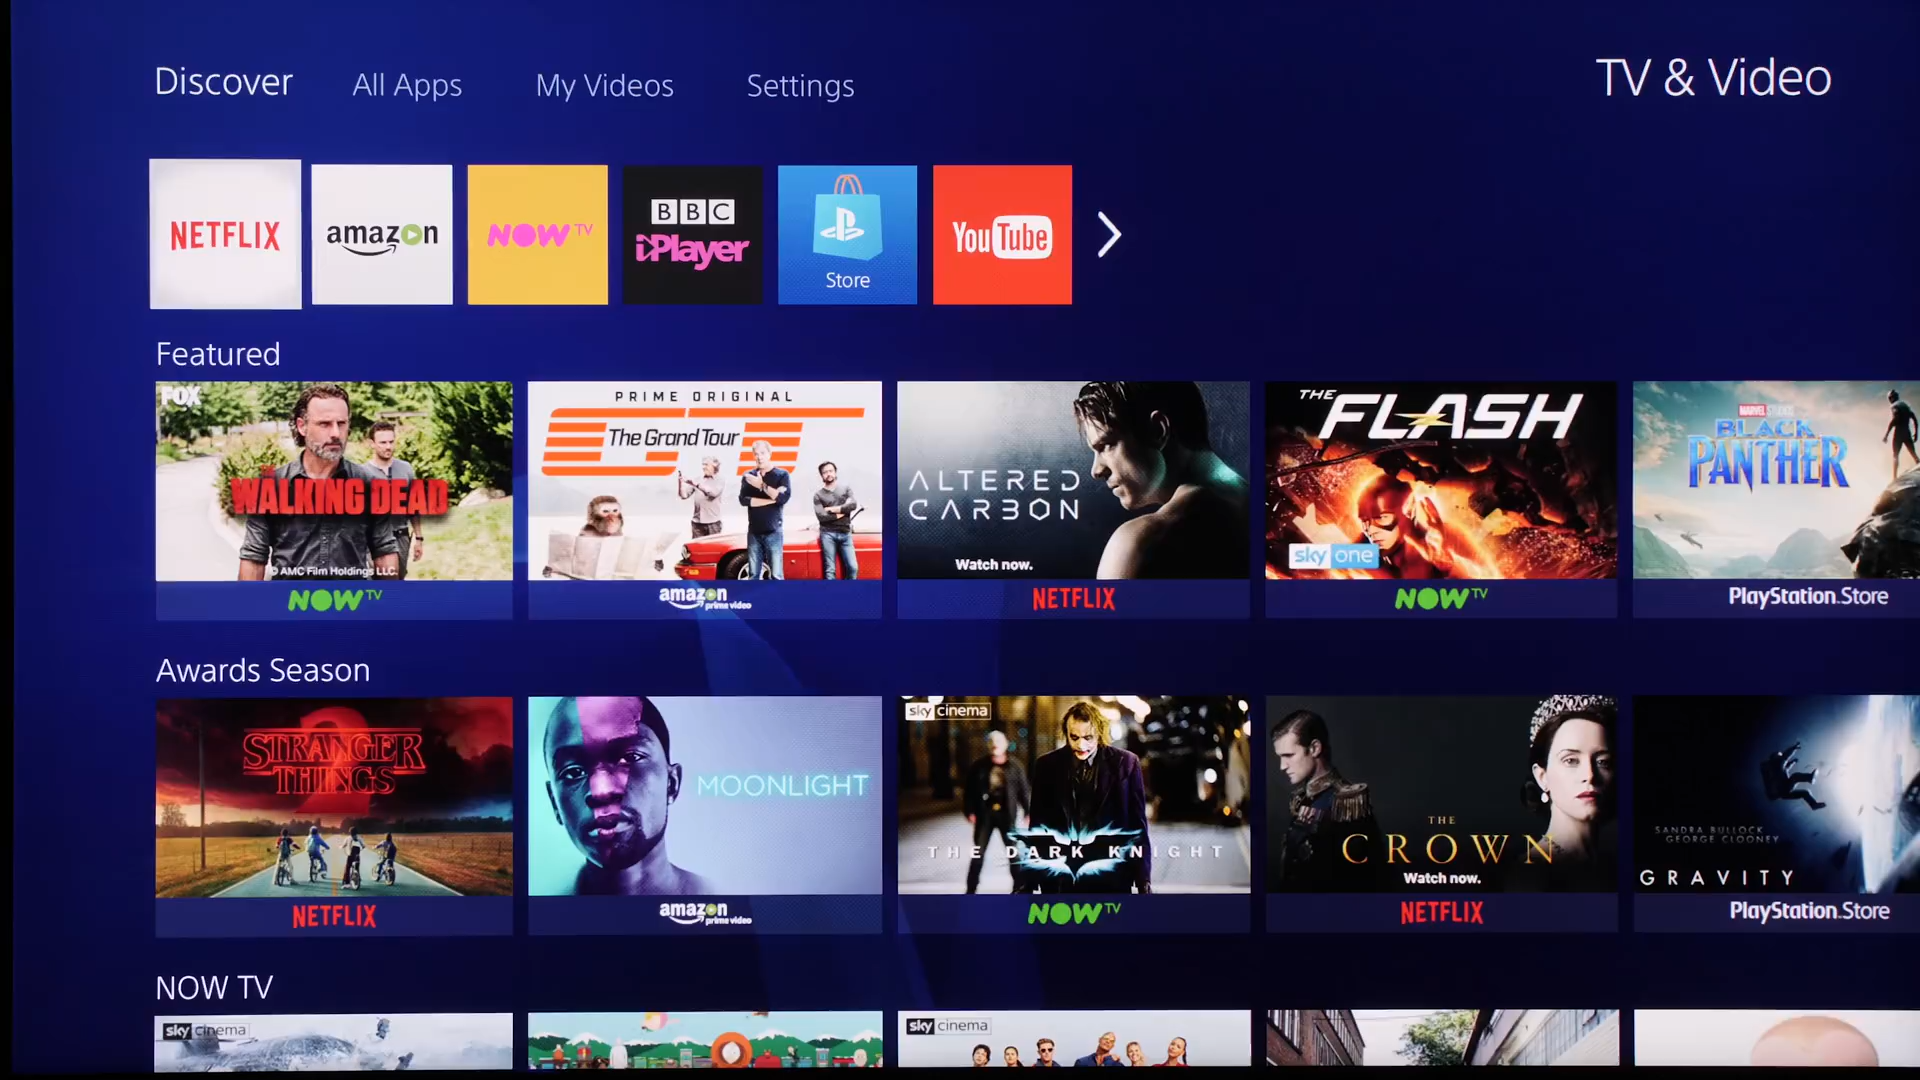 Discover All Apps My Videos Settings TV & Video
NETFLIX
amazon
NOW TV
BBC
iPlayer
Store
YouTube
Featured
FOX
THE
WALKING DEAD
© AMC Film Holdings LLC.
NOW TV
PRIME ORIGINAL
GT
The Grand Tour
amazon
prime video
ALTERED
CARBON
Watch now.
NETFLIX
THE
FLASH
sky one
NOW TV
MARVEL STUDIOS
BLACK
PANTHER
PlayStation.Store
Awards Season
2
STRANGER
THINGS
NETFLIX
MOONLIGHT
amazon
prime video
sky cinema
THE DARK KNIGHT
NOW TV
THE
CROWN
Watch now.
NETFLIX
SANDRA BULLOCK
GEORGE CLOONEY
GRAVITY
PlayStation.Store
NOW TV
sky cinema
sky cinema